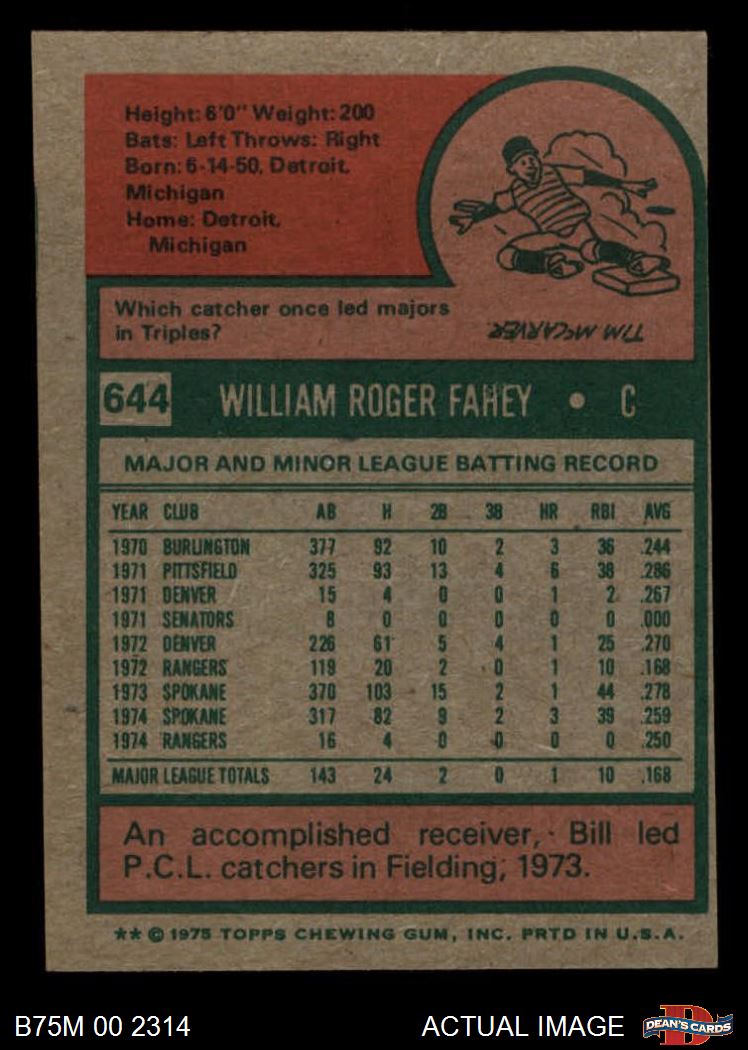 Height: 6'0" Weight: 200
Bats: Left Throws: Right
Born: 6-14-50, Detroit,
Michigan
Home: Detroit,
Michigan
Which catcher once led majors
in Triples?
TIM McCARVER
644 WILLIAM ROGER FAHEY • C
MAJOR AND MINOR LEAGUE BATTING RECORD
YEAR CLUB AB H 2B 3B HR RBI AVG
1970 BURLINGTON 377 92 10 2 3 36 .244
1971 PITTSFIELD 325 93 13 4 6 38 .286
1971 DENVER 15 4 0 0 1 2 .267
1971 SENATORS 8 0 0 0 0 0 .000
1972 DENVER 226 61 5 4 1 25 .270
1972 RANGERS 119 20 2 0 1 10 .168
1973 SPOKANE 370 103 15 2 1 44 .278
1974 SPOKANE 317 82 9 2 3 39 .259
1974 RANGERS 16 4 0 0 0 0 .250
MAJOR LEAGUE TOTALS 143 24 2 0 1 10 .168
An accomplished receiver, Bill led
P.C.L. catchers in Fielding, 1973.
** © 1975 TOPPS CHEWING GUM, INC. PRTD IN U.S.A.
B75M 00 2314 ACTUAL IMAGE D DEAN'S CARDS